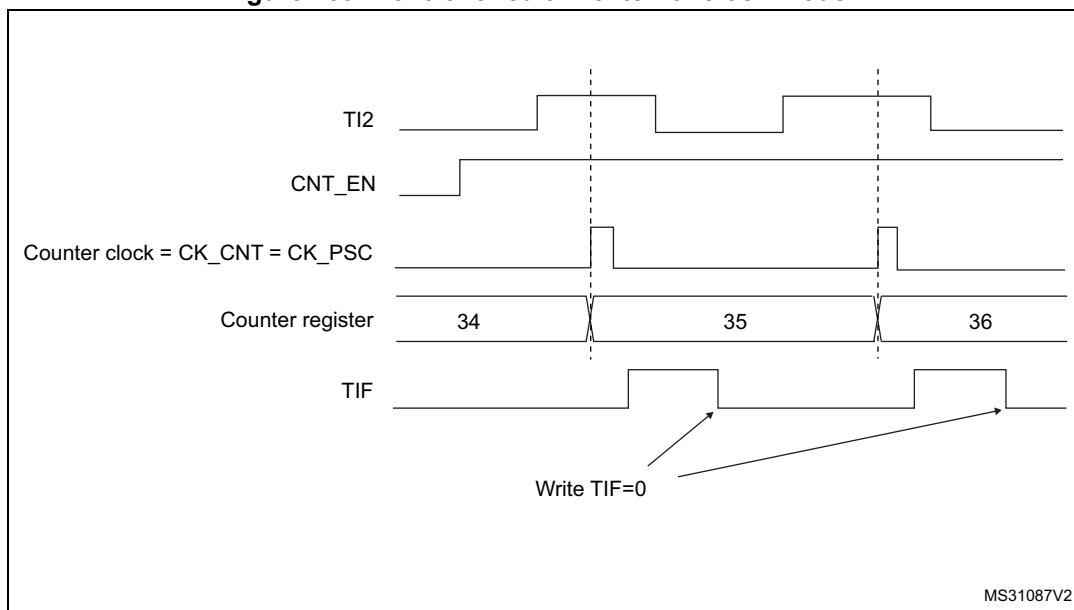 TI2
CNT_EN
Counter clock = CK_CNT = CK_PSC
Counter register 34 35 36
TIF
Write TIF=0
MS31087V2